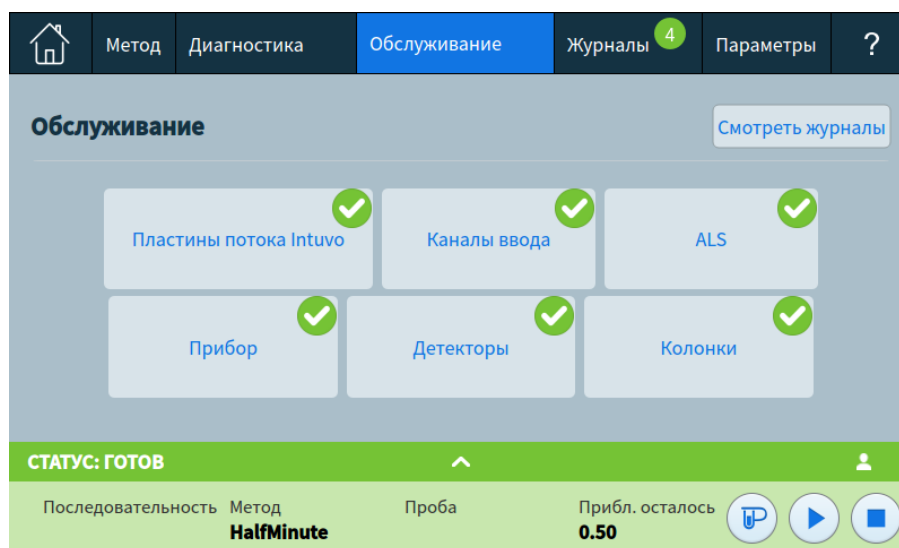 Метод Диагностика Обслуживание Журналы 4 Параметры ?
Обслуживание Смотреть журналы
Пластины потока Intuvo Каналы ввода ALS
Прибор Детекторы Колонки
СТАТУС: ГОТОВ
Последовательность Метод Проба Прибл. осталось
HalfMinute 0.50